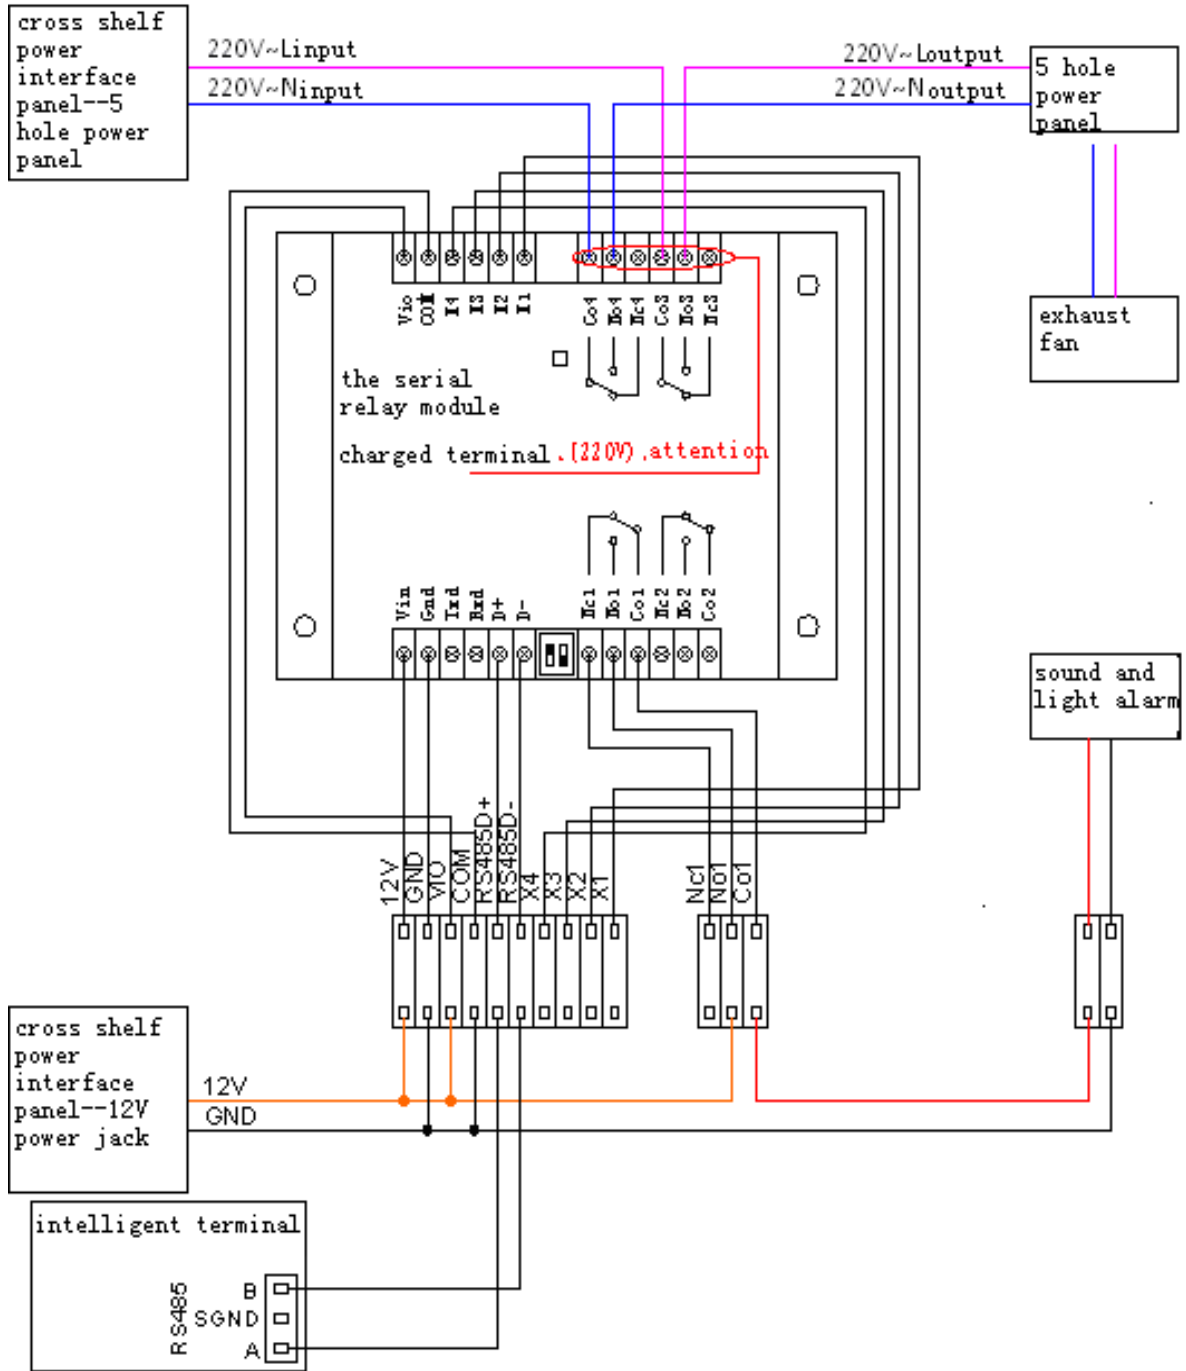 cross shelf
power
interface
panel--5
hole power
panel
220V~Linput
220V~Ninput
220V~Loutput
220V~Noutput
5 hole
power
panel
exhaust
fan
Vio
COM
X4
X3
X2
X1
Co4
No4
Nc4
Co3
No3
Nc3
the serial
relay module
charged terminal.(220V).attention
Vin
Gnd
Txd
Rxd
D+
D-
Nc1
No1
Co1
Nc2
No2
Co2
sound and
light alarm
12V
GND
VIO
COM
RS485D+
RS485D-
X4
X3
X2
X1
Nc1
No1
Co1
cross shelf
power
interface
panel--12V
power jack
12V
GND
intelligent terminal
RS485
B
SGND
A